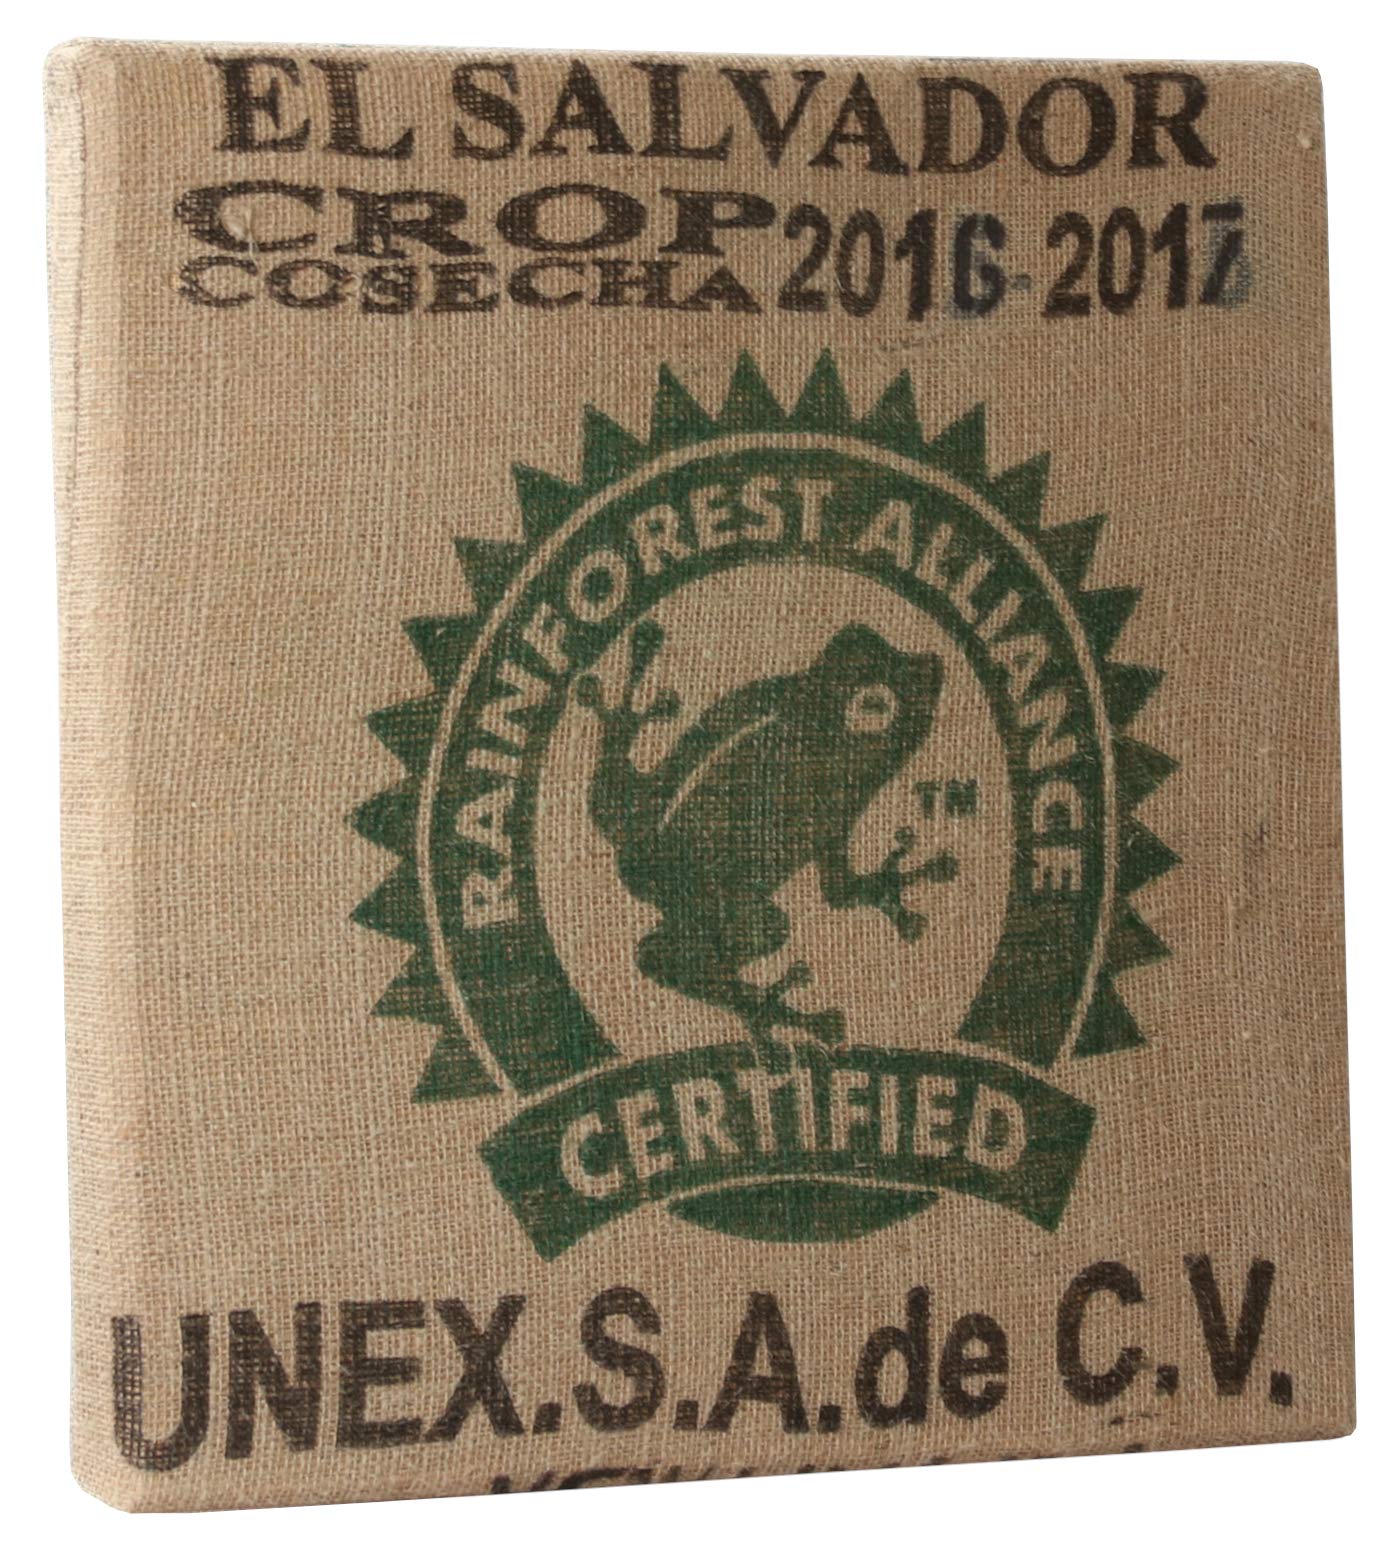 EL SALVADOR
CROP
COSECHA 2016-2017
RAINFOREST ALLIANCE
TM
CERTIFIED
UNEX.S.A.de C.V.